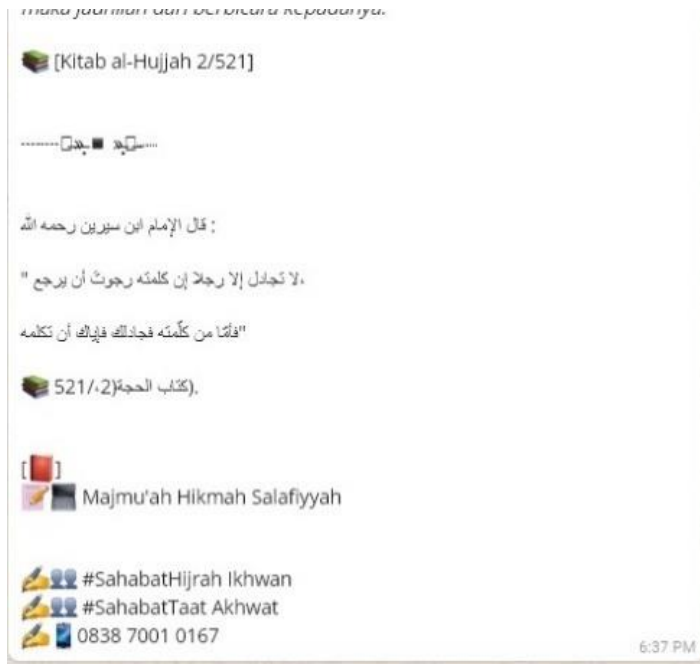 maka jauhilah dari berbicara kepadanya.
[Kitab al-Hujjah 2/521]
قال الإمام ابن سيرين رحمه الله :
" لا تجادل إلا رجلا إن كلمته رجوتَ أن يرجع،
فأمّا من كلّمته فجادلك فإياك أن تكلمه"
521/،2)كتاب الحجة).
[📕]
Majmu'ah Hikmah Salafiyyah
#SahabatHijrah Ikhwan
#SahabatTaat Akhwat
0838 7001 0167
6:37 PM